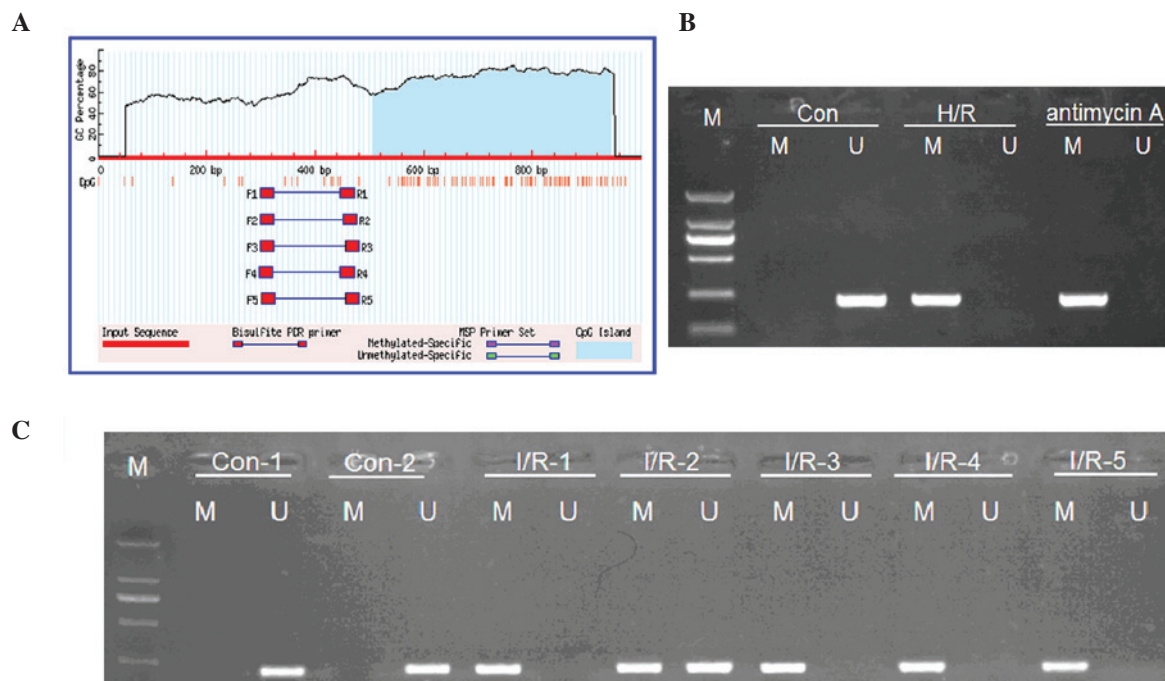 A
GC Percentage
80
60
40
20
0
0 200 bp 400 bp 600 bp 800 bp
CpG
F1 R1
F2 R2
F3 R3
F4 R4
F5 R5
Input Sequence Bisulfite PCR primer MSP Primer Set CpG Island
Methylated-Specific
Unmethylated-Specific
B
M Con H/R antimycin A
M U M U M U
C
M Con-1 Con-2 I/R-1 I/R-2 I/R-3 I/R-4 I/R-5
M U M U M U M U M U M U M U